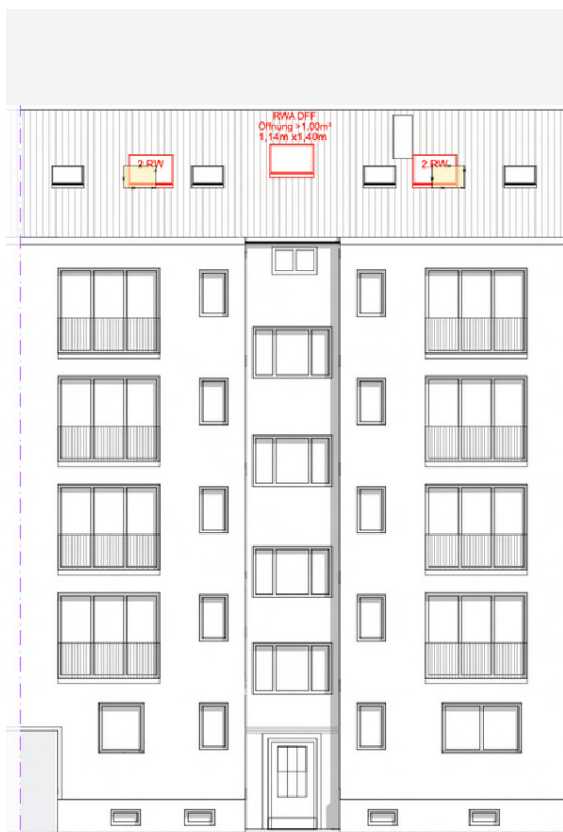 RWA DFF
Öffnung >1,00m²
1,14m x1,40m
2.RW
2.RW